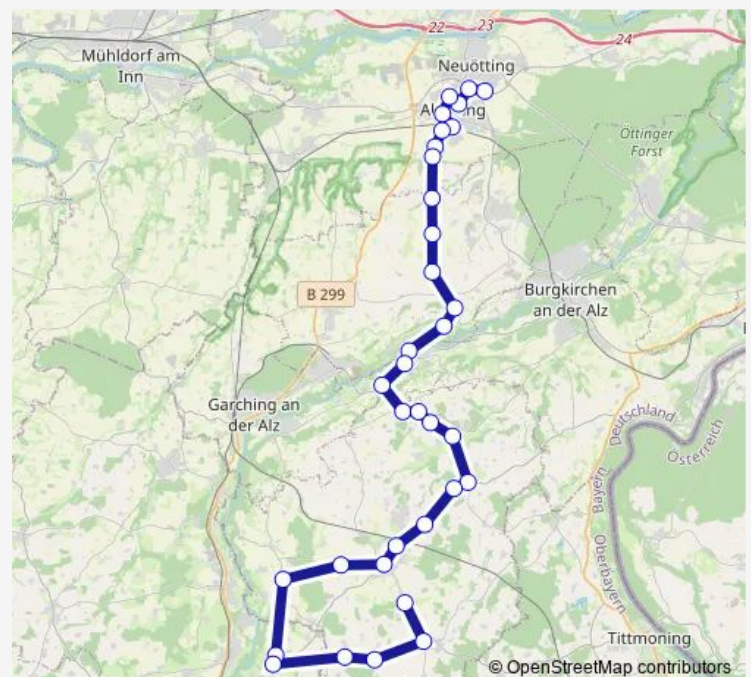 22
23
24
Mühldorf am
Inn
Neuötting
Öttinger
Forst
B 299
Burgkirchen
an der Alz
Garching an
der Alz
Deutschland
Österreich
Bayern
Oberbayern
Tittmoning
© OpenStreetMap contributors